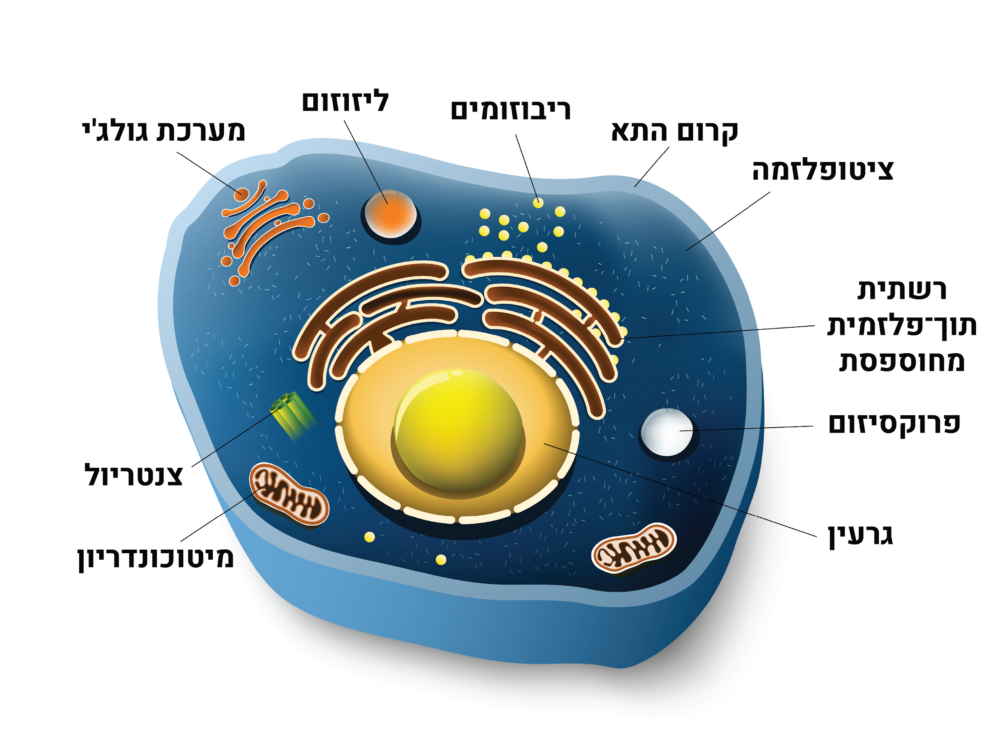 ליזוזום
ריבוזומים
קרום התא
מערכת גולג'י
ציטופלזמה
רשתית
תוך־פלזמית
מחוספסת
פרוקסיזום
צנטריול
גרעין
מיטוכונדריון